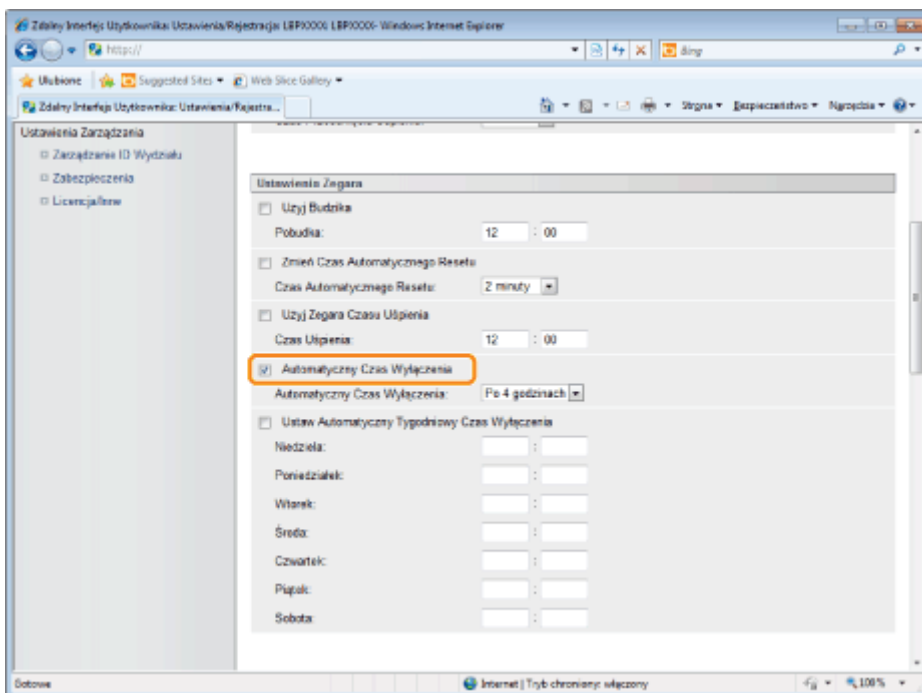 Zdalny Interfejs Użytkownika: Ustawienia/Rejestracja: LBPXXXX: LBPXXXX- Windows Internet Explorer
http://
Bing
Ulubione Suggested Sites Web Slice Gallery
Zdalny Interfejs Użytkownika: Ustawienia/Rejestra...
Strona Bezpieczeństwo Narzędzia
Ustawienia Zarządzania
Zarządzanie ID Wydziału
Zabezpieczenia
Licencja/Inne
Ustawienia Zegara
Uzyj Budzika
Pobudka: 12 : 00
Zmień Czas Automatycznego Resetu
Czas Automatycznego Resetu: 2 minuty
Użyj Zegara Czasu Uśpienia
Czas Uśpienia: 12 : 00
Automatyczny Czas Wyłączenia
Automatyczny Czas Wyłączenia: Po 4 godzinach
Ustaw Automatyczny Tygodniowy Czas Wyłączenia
Niedziela: :
Poniedziałek: :
Wtorek: :
Środa: :
Czwartek: :
Piątek: :
Sobota: :
Gotowe Internet | Tryb chroniony: włączony 100%